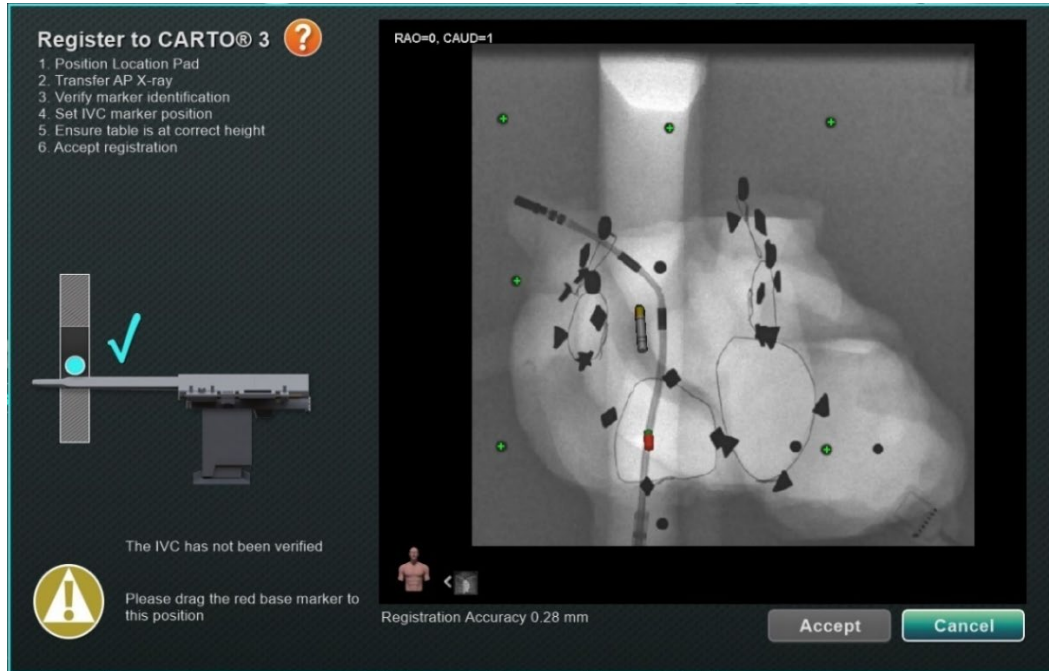 Register to CARTO® 3 ?
1. Position Location Pad
2. Transfer AP X-ray
3. Verify marker identification
4. Set IVC marker position
5. Ensure table is at correct height
6. Accept registration
RAO=0, CAUD=1
The IVC has not been verified
Please drag the red base marker to
this position
Registration Accuracy 0.28 mm
Accept
Cancel